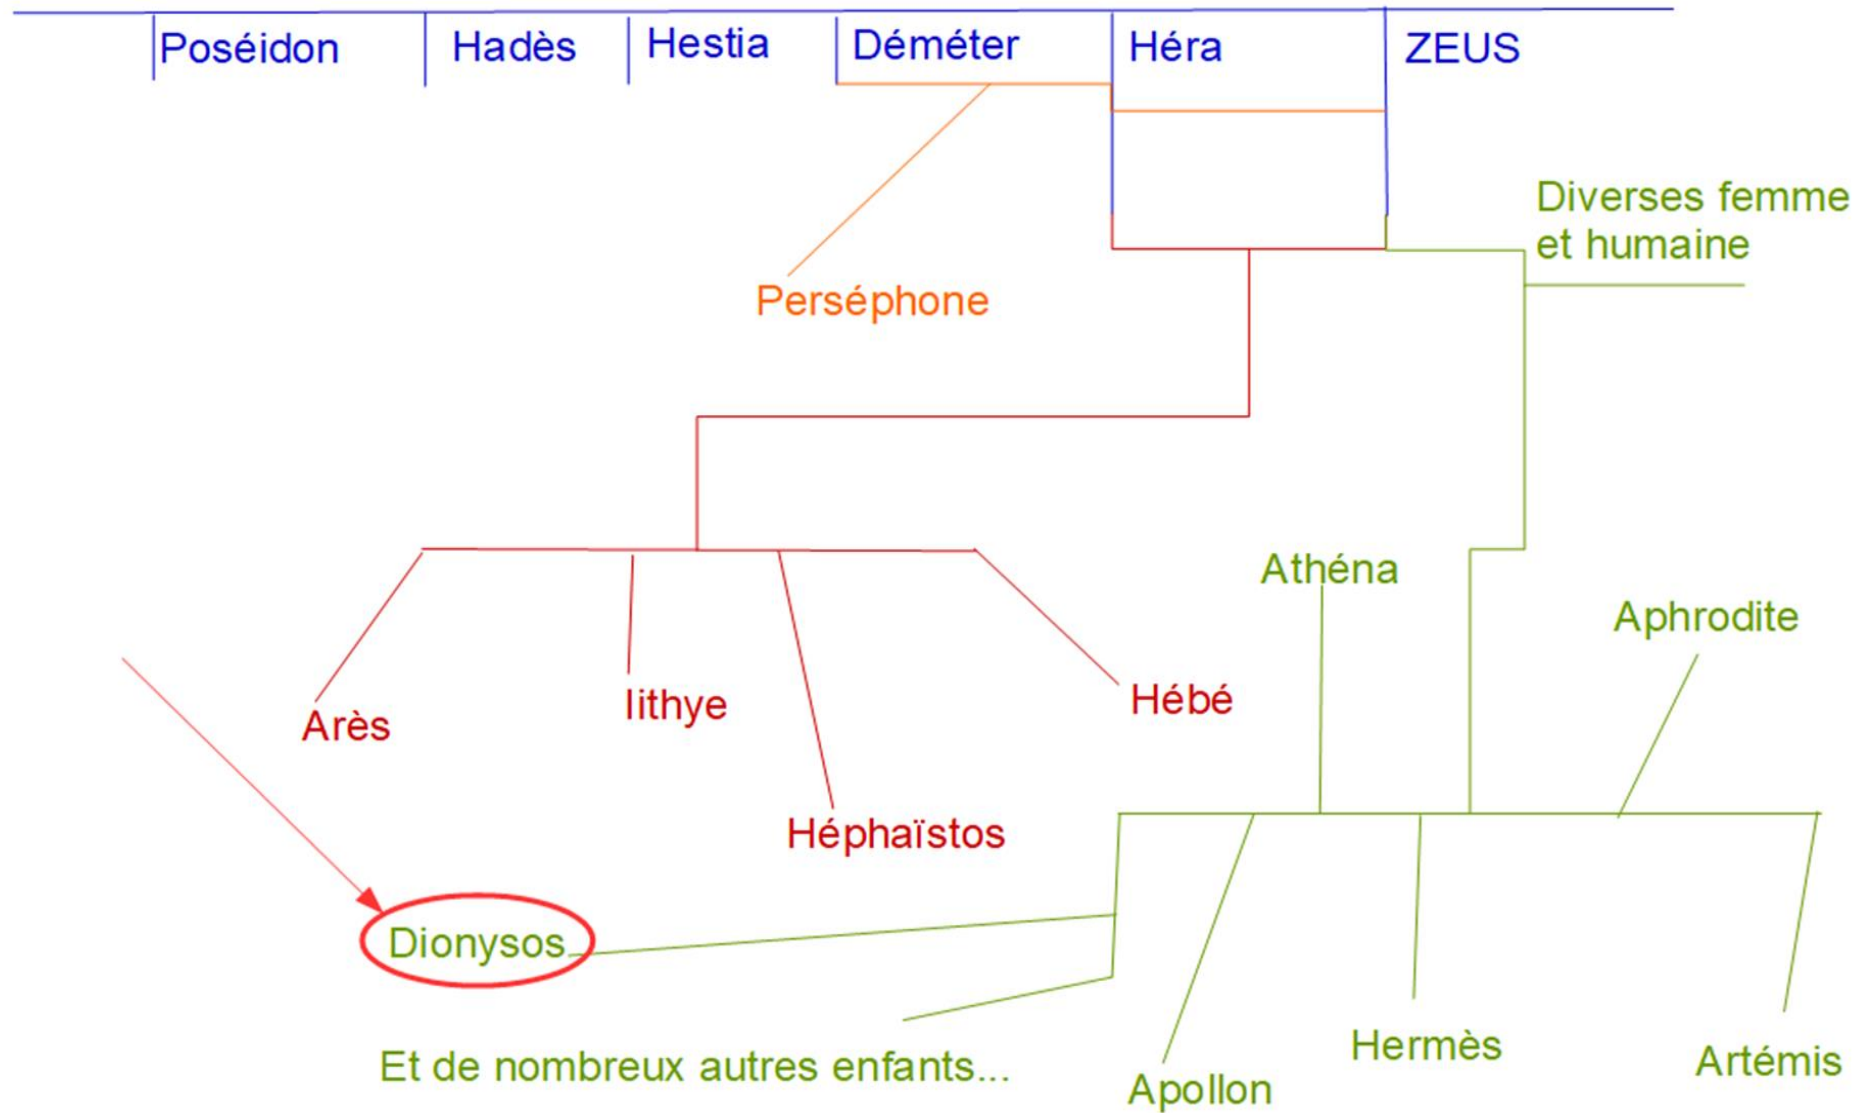 Poséidon
Hadès
Hestia
Déméter
Héra
ZEUS
Diverses femme
et humaine
Perséphone
Athéna
Aphrodite
Arès
Iithye
Hébé
Héphaïstos
Dionysos
Et de nombreux autres enfants...
Apollon
Hermès
Artémis